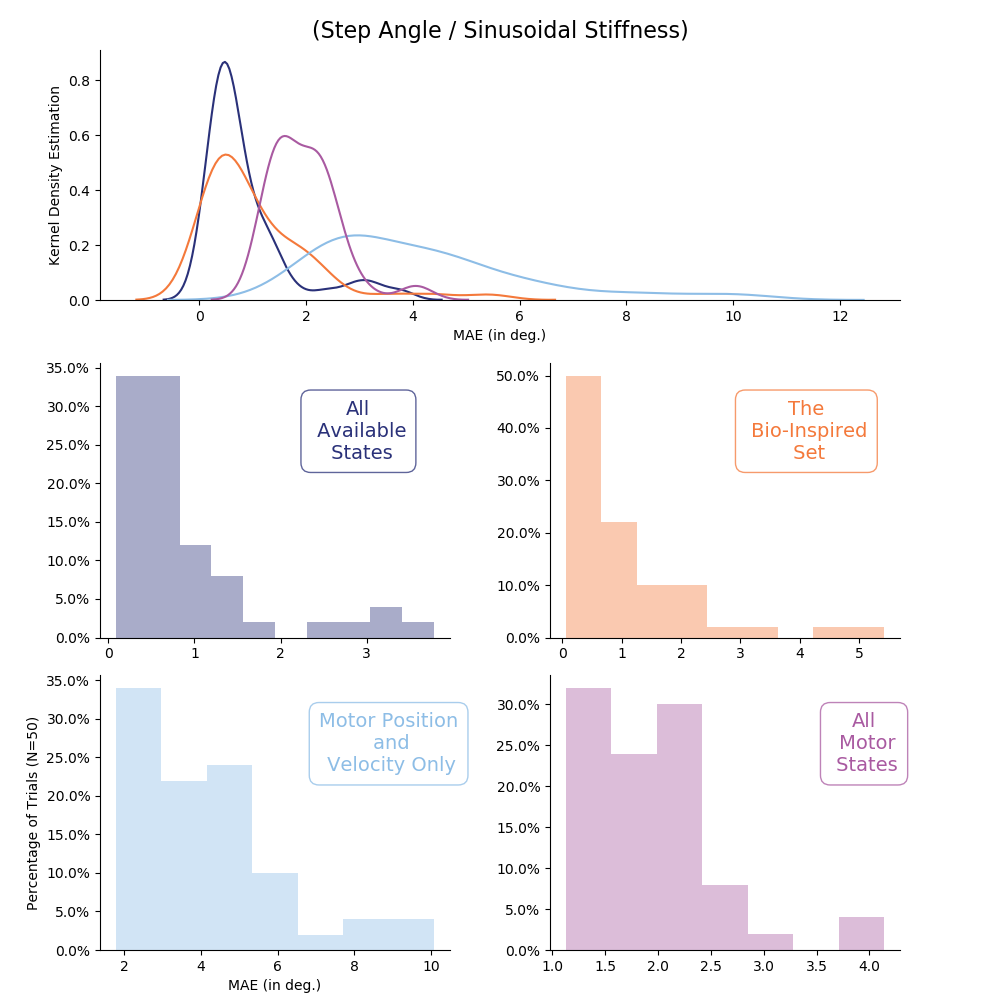 (Step Angle / Sinusoidal Stiffness)
Kernel Density Estimation
0.8
0.6
0.4
0.2
0.0
0 2 4 6 8 10 12
MAE (in deg.)
35.0%
30.0%
25.0%
20.0%
15.0%
10.0%
5.0%
0.0%
0 1 2 3
All
Available
States
50.0%
40.0%
30.0%
20.0%
10.0%
0.0%
0 1 2 3 4 5
The
Bio-Inspired
Set
Percentage of Trials (N=50)
35.0%
30.0%
25.0%
20.0%
15.0%
10.0%
5.0%
0.0%
2 4 6 8 10
MAE (in deg.)
Motor Position
and
Velocity Only
30.0%
25.0%
20.0%
15.0%
10.0%
5.0%
0.0%
1.0 1.5 2.0 2.5 3.0 3.5 4.0
All
Motor
States